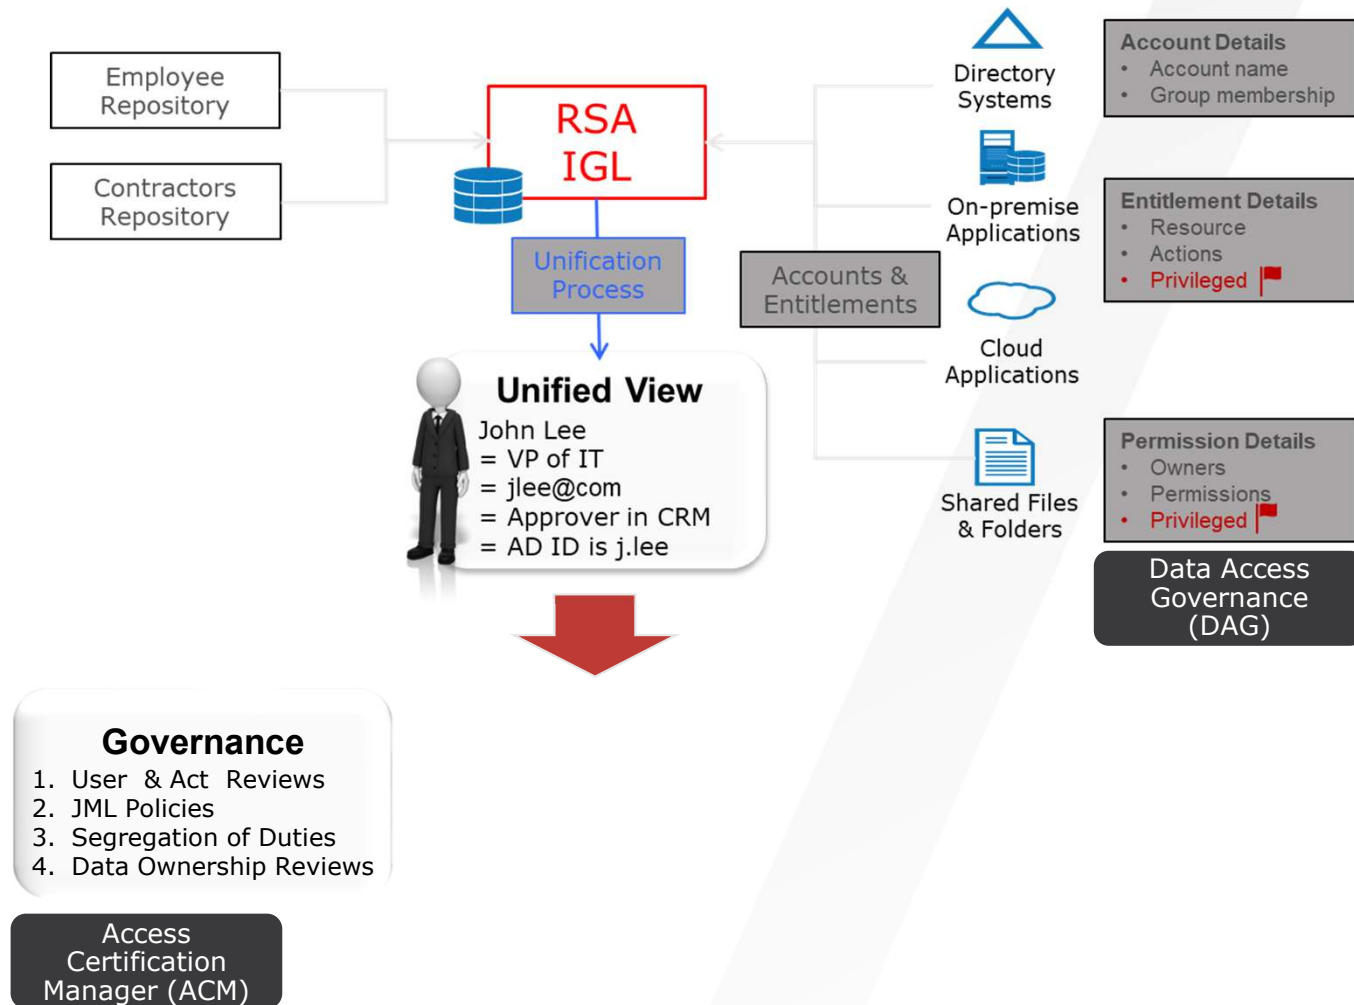 Employee
Repository
Contractors
Repository
RSA
IGL
Unification
Process
Accounts &
Entitlements
Directory
Systems
On-premise
Applications
Cloud
Applications
Shared Files
& Folders
Account Details
• Account name
• Group membership
Entitlement Details
• Resource
• Actions
• Privileged
Permission Details
• Owners
• Permissions
• Privileged
Data Access
Governance
(DAG)
Unified View
John Lee
= VP of IT
= jlee@com
= Approver in CRM
= AD ID is j.lee
Governance
1. User & Act Reviews
2. JML Policies
3. Segregation of Duties
4. Data Ownership Reviews
Access
Certification
Manager (ACM)